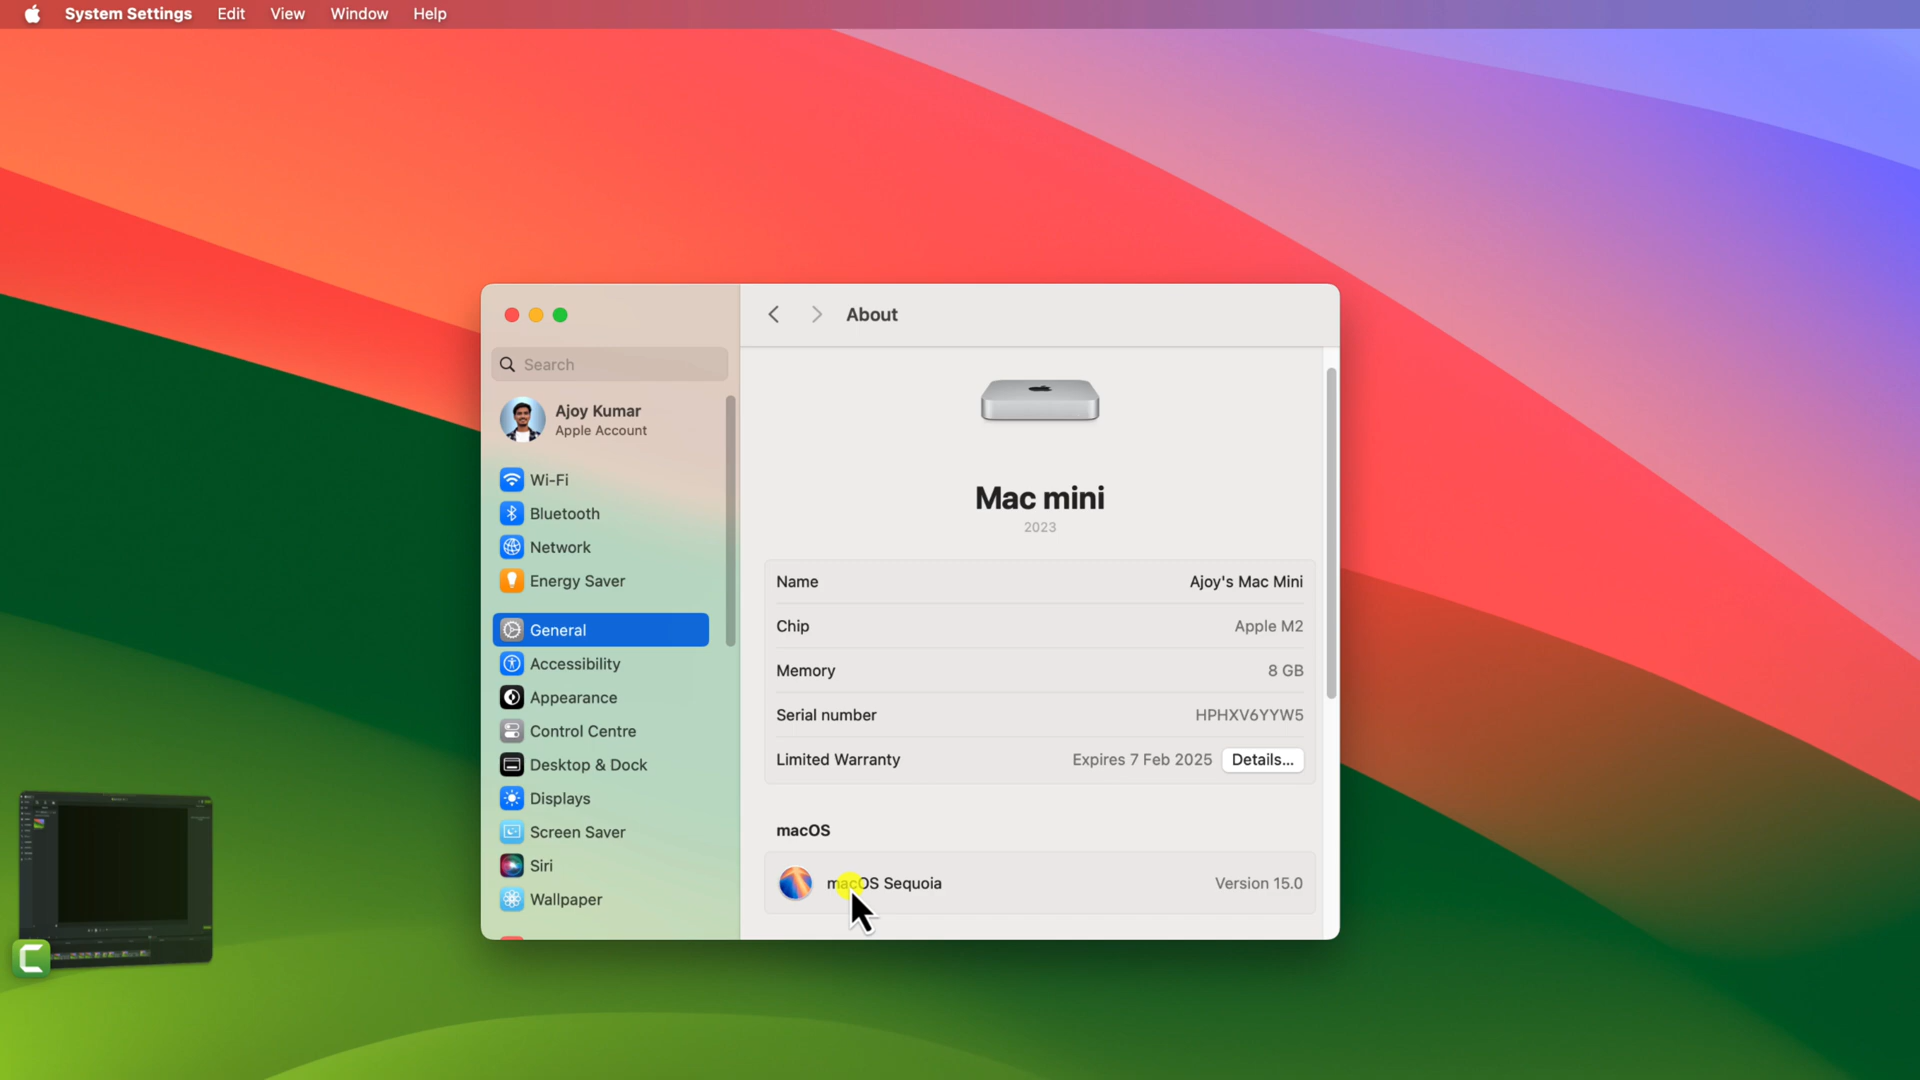 System Settings Edit View Window Help
About
Search
Ajoy Kumar
Apple Account
Wi-Fi
Bluetooth
Network
Energy Saver
General
Accessibility
Appearance
Control Centre
Desktop & Dock
Displays
Screen Saver
Siri
Wallpaper
Mac mini
2023
Name Ajoy's Mac Mini
Chip Apple M2
Memory 8 GB
Serial number HPHXV6YYW5
Limited Warranty Expires 7 Feb 2025 Details...
macOS
macOS Sequoia Version 15.0